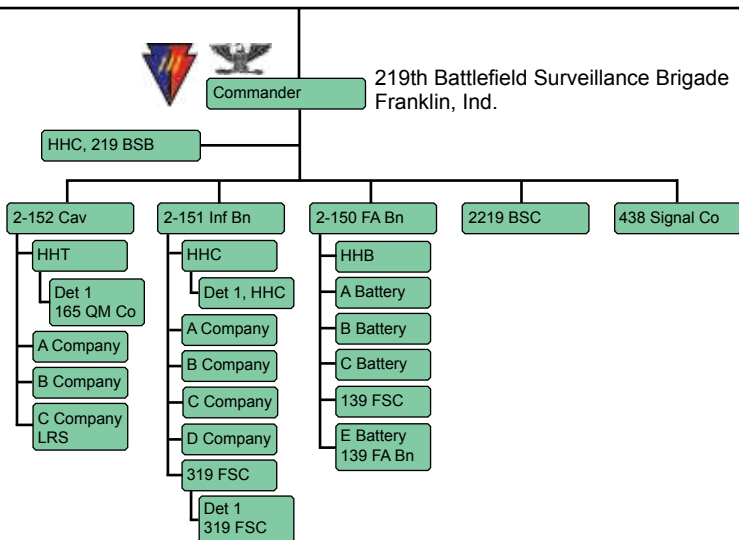 219th Battlefield Surveillance Brigade
Franklin, Ind.
Commander
HHC, 219 BSB
2-152 Cav
HHT
Det 1
165 QM Co
A Company
B Company
C Company
LRS
2-151 Inf Bn
HHC
Det 1, HHC
A Company
B Company
C Company
D Company
319 FSC
Det 1
319 FSC
2-150 FA Bn
HHB
A Battery
B Battery
C Battery
139 FSC
E Battery
139 FA Bn
2219 BSC
438 Signal Co